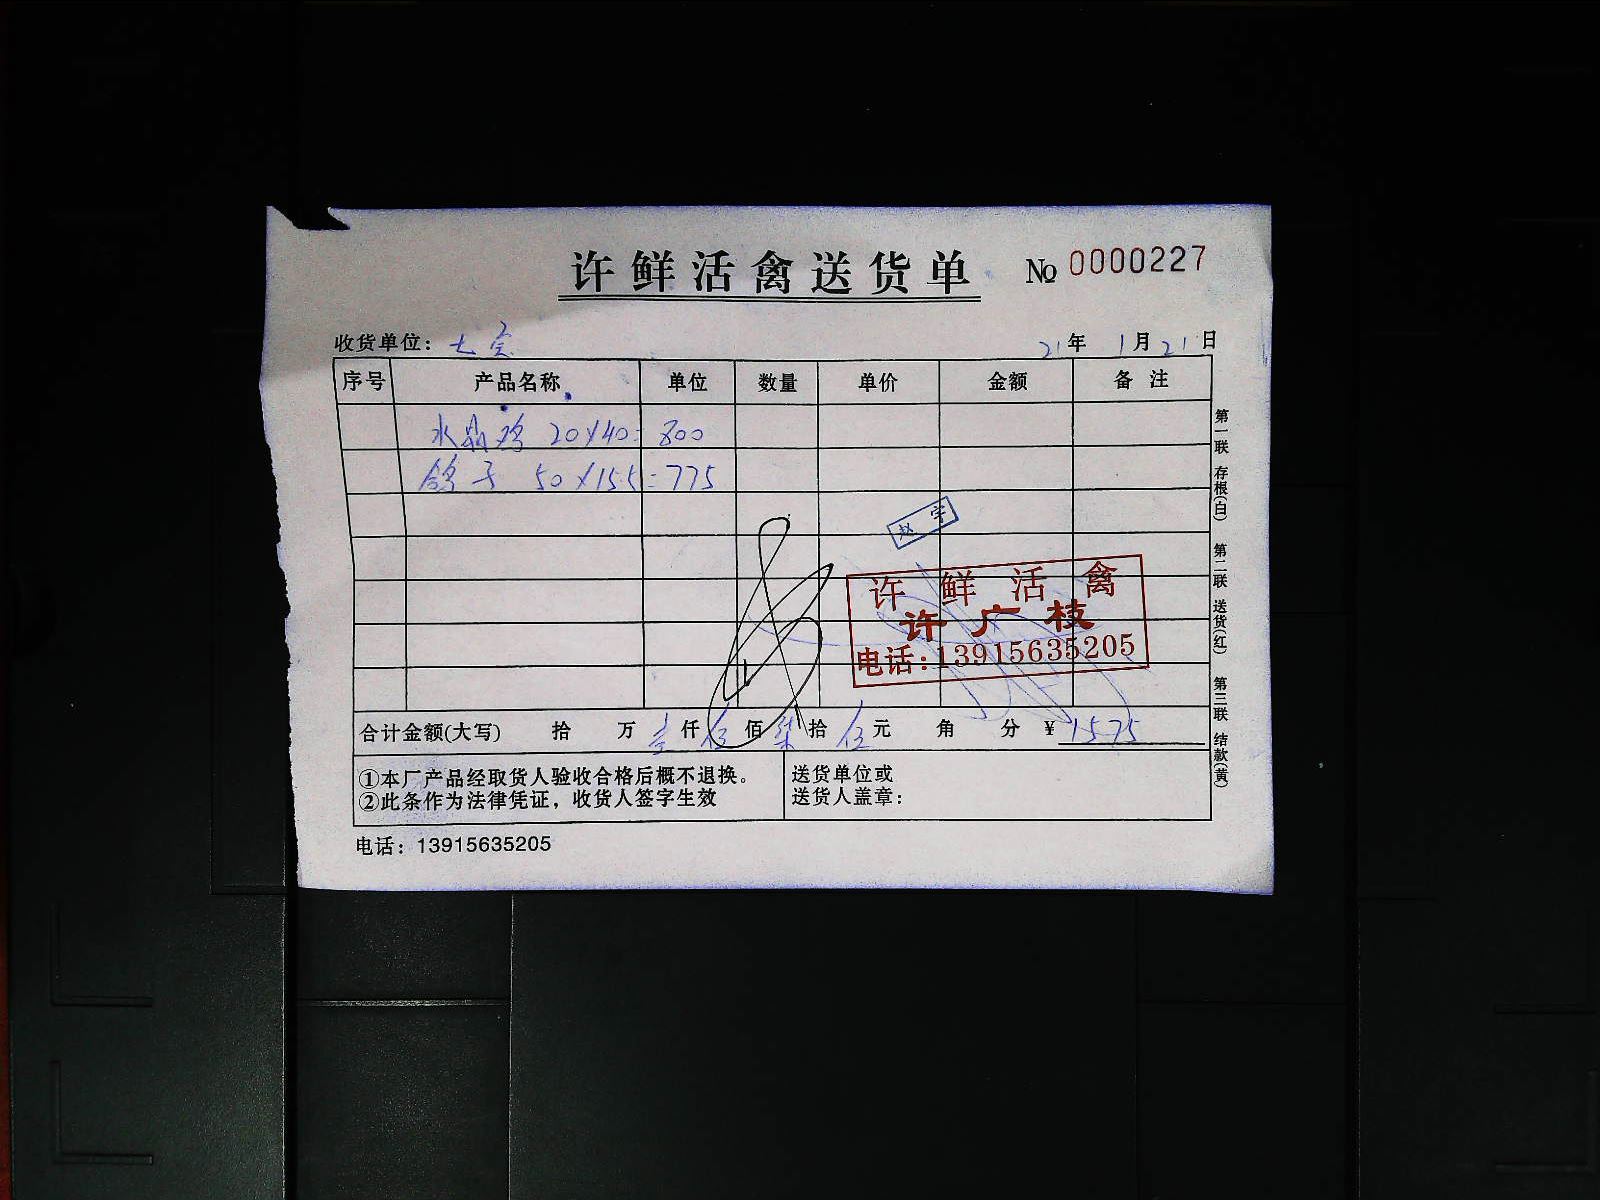 许鲜活禽送货单 № 0000227
收货单位：七宝 21年 1月21日
序号 产品名称 单位 数量 单价 金额 备注
水晶鸡 20×40=800
鸽子 50×15.5=775
赵宇
许鲜活禽
许广枝
电话:13915635205
合计金额(大写) 拾 万 壹仟 伍佰 柒拾 伍元 角 分 ¥1575
①本厂产品经取货人验收合格后概不退换。
②此条作为法律凭证，收货人签字生效
送货单位或
送货人盖章：
电话：13915635205
第一联 存根(白) 第二联 送货(红) 第三联 结款(黄)